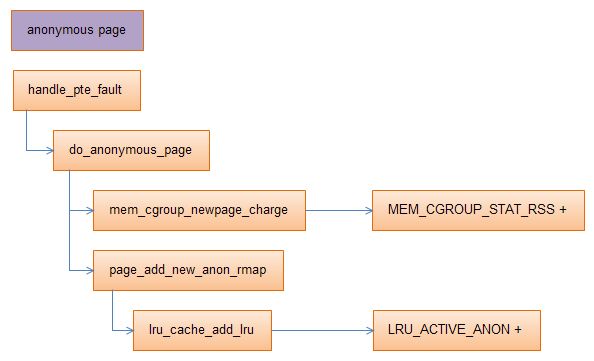 anonymous page
handle_pte_fault
do_anonymous_page
mem_cgroup_newpage_charge
MEM_CGROUP_STAT_RSS +
page_add_new_anon_rmap
lru_cache_add_lru
LRU_ACTIVE_ANON +